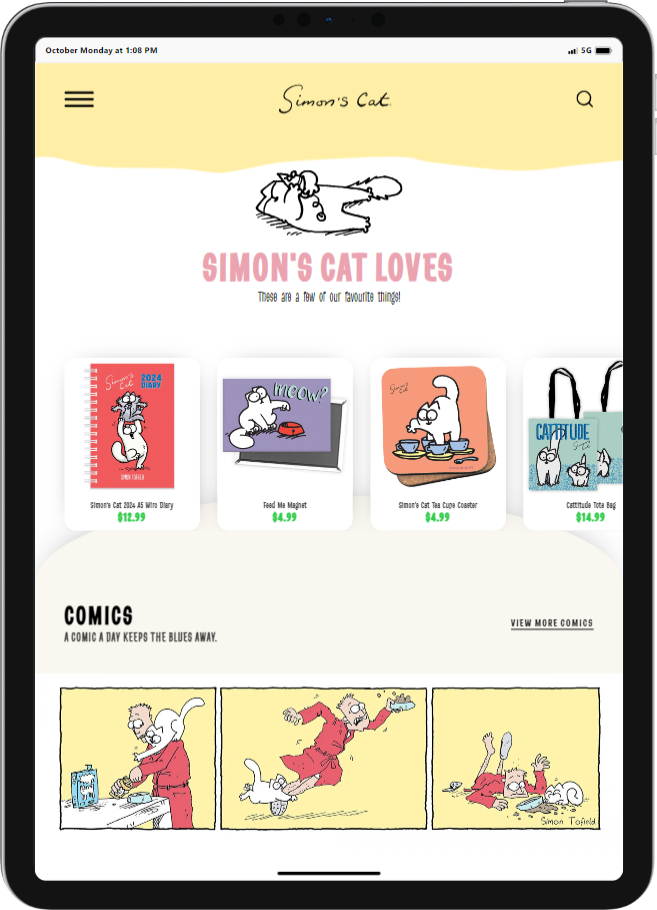 October Monday at 1:08 PM
5G
Simon's Cat
SIMON'S CAT LOVES
These are a few of our favourite things!
Simon's Cat
2024
DIARY
SIMON TOFIELD
Simon's Cat 2024 A5 Wiro Diary
$12.99
MEOW?
Feed Me Magnet
$4.99
Simon's
Cat
Simon's Cat Tea Cups Coaster
$4.99
CATTITUDE
Cattitude Tote Bag
$14.99
COMICS
A COMIC A DAY KEEPS THE BLUES AWAY.
VIEW MORE COMICS
Simon Tofield